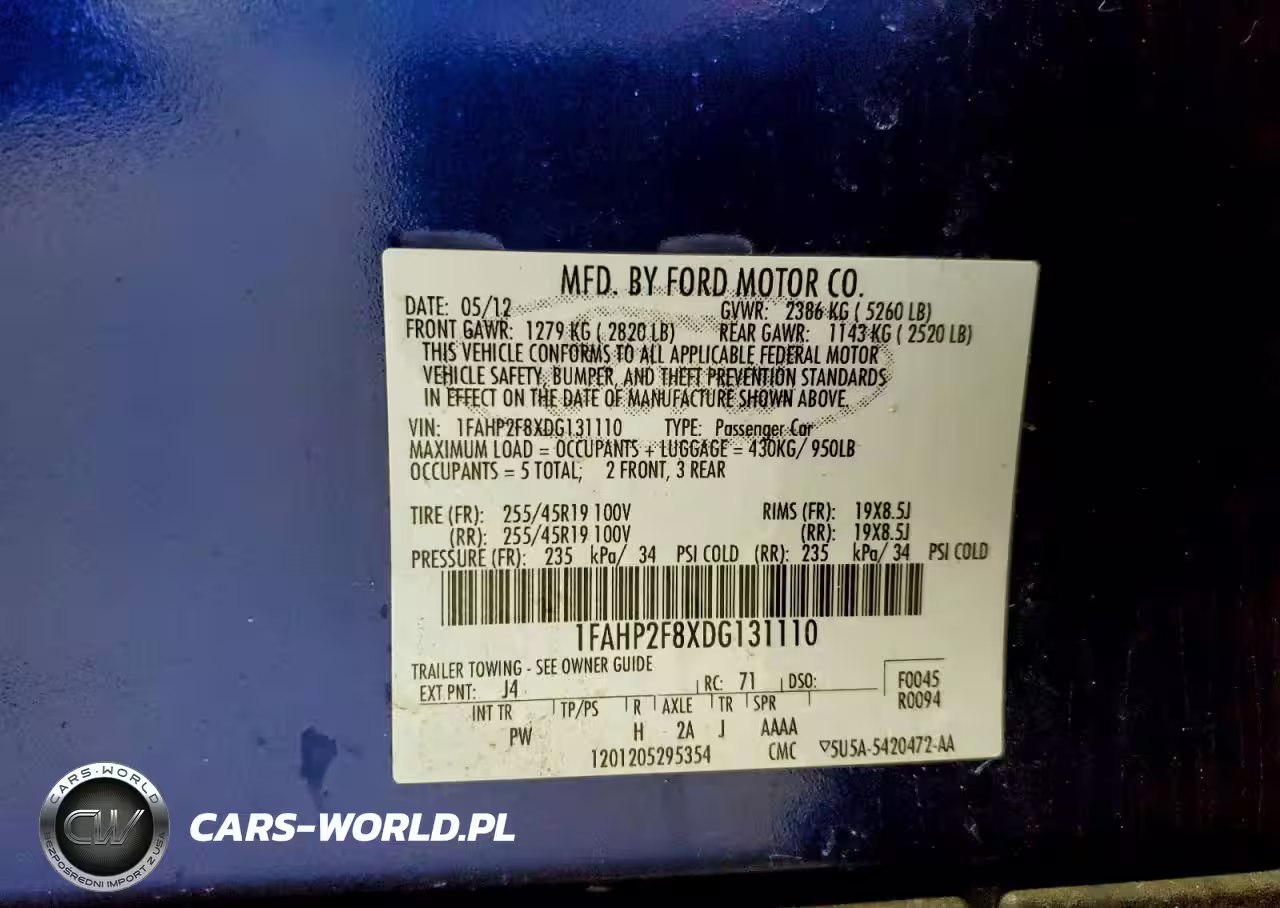 MFD. BY FORD MOTOR CO.
DATE: 05/12 GVWR: 2386 KG ( 5260 LB)
FRONT GAWR: 1279 KG ( 2820 LB) REAR GAWR: 1143 KG ( 2520 LB)
THIS VEHICLE CONFORMS TO ALL APPLICABLE FEDERAL MOTOR
VEHICLE SAFETY, BUMPER, AND THEFT PREVENTION STANDARDS
IN EFFECT ON THE DATE OF MANUFACTURE SHOWN ABOVE.
VIN: 1FAHP2F8XDG131110 TYPE: Passenger Car
MAXIMUM LOAD = OCCUPANTS + LUGGAGE = 430KG/ 950LB
OCCUPANTS = 5 TOTAL; 2 FRONT, 3 REAR
TIRE (FR): 255/45R19 100V RIMS (FR): 19X8.5J
(RR): 255/45R19 100V (RR): 19X8.5J
PRESSURE (FR): 235 kPa/ 34 PSI COLD (RR): 235 kPa/ 34 PSI COLD
1FAHP2F8XDG131110
TRAILER TOWING - SEE OWNER GUIDE
EXT PNT: J4 RC: 71 DSO: F0045
R0094
INT TR TP/PS R AXLE TR SPR
PW H 2A J AAAA
1201205295354 CMC ▽5U5A-5420472-AA
CARS-WORLD
CW
BEZPOŚREDNI IMPORT Z USA
CARS-WORLD.PL